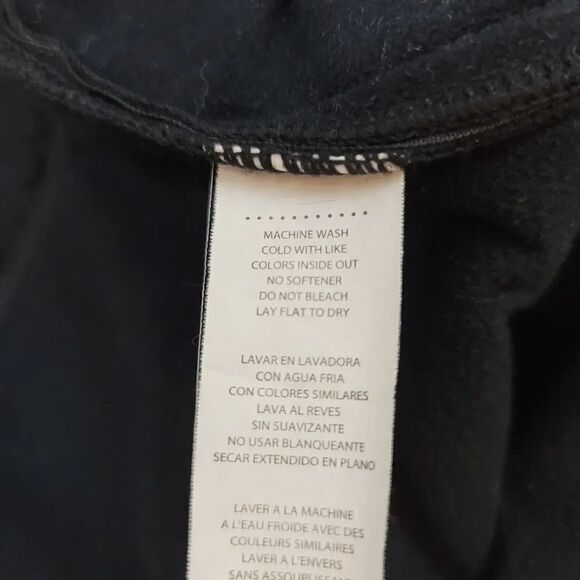 MACHINE WASH
COLD WITH LIKE
COLORS INSIDE OUT
NO SOFTENER
DO NOT BLEACH
LAY FLAT TO DRY
LAVAR EN LAVADORA
CON AGUA FRIA
CON COLORES SIMILARES
LAVA AL REVES
SIN SUAVIZANTE
NO USAR BLANQUEANTE
SECAR EXTENDIDO EN PLANO
LAVER A LA MACHINE
A L'EAU FROIDE AVEC DES
COULEURS SIMILAIRES
LAVER A L'ENVERS
SANS